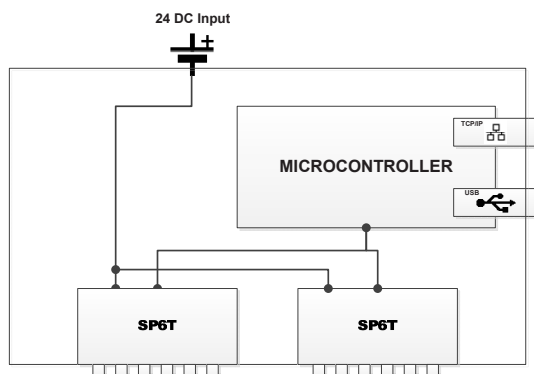 24 DC Input
+
TCP/IP
MICROCONTROLLER
USB
SP6T
SP6T